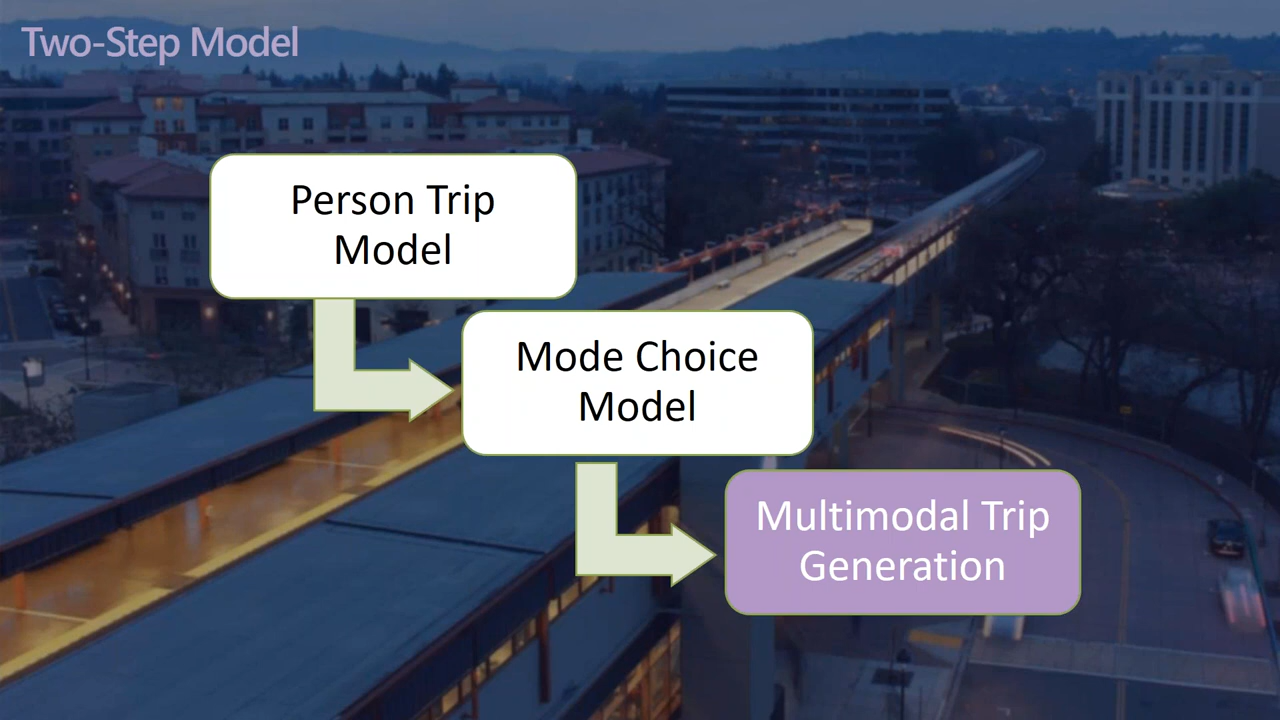 Two-Step Model
Person Trip
Model
Mode Choice
Model
Multimodal Trip
Generation